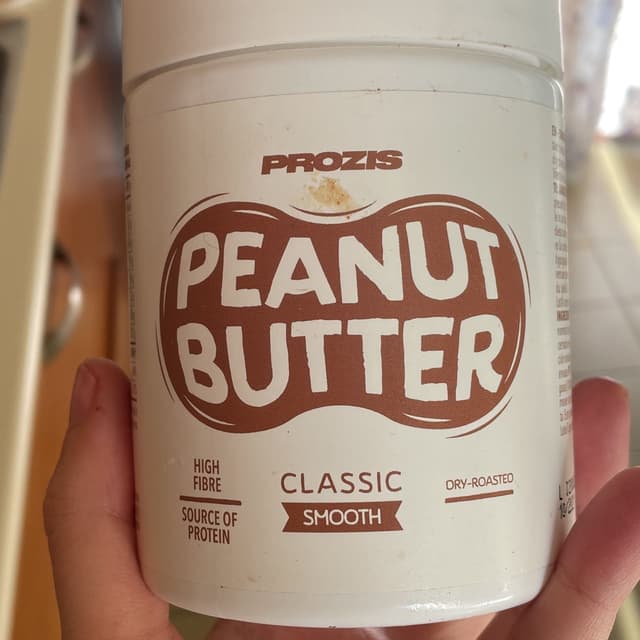 PROZIS
PEANUT
BUTTER
HIGH
FIBRE
SOURCE OF
PROTEIN
CLASSIC
SMOOTH
DRY-ROASTED